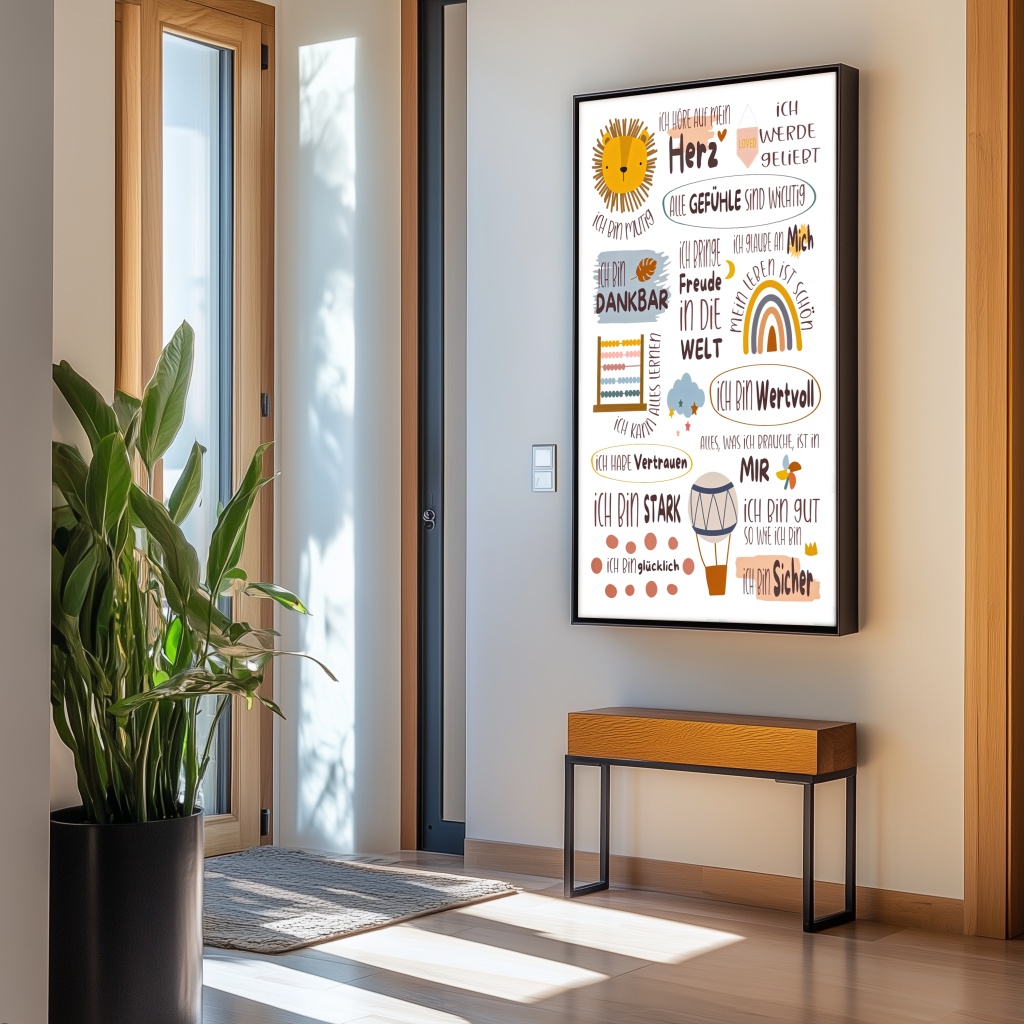 ICH HÖRE AUF MEIN
Herz
LOVED
ICH
WERDE
GELIEBT
ICH BIN MUTIG
ALLE GEFÜHLE SIND WICHTIG
ICH GLAUBE AN Mich
ICH BIN
DANKBAR
ICH BRINGE
Freude
IN DIE
WELT
MEIN LEBEN IST SCHÖN
ICH KANN ALLES LERNEN
ICH BIN Wertvoll
ALLES, WAS ICH BRAUCHE, IST IN
MIR
ICH HABE Vertrauen
ICH BIN STARK
ICH BIN GUT
SO WIE ICH BIN
ICH BIN glücklich
ICH BIN Sicher